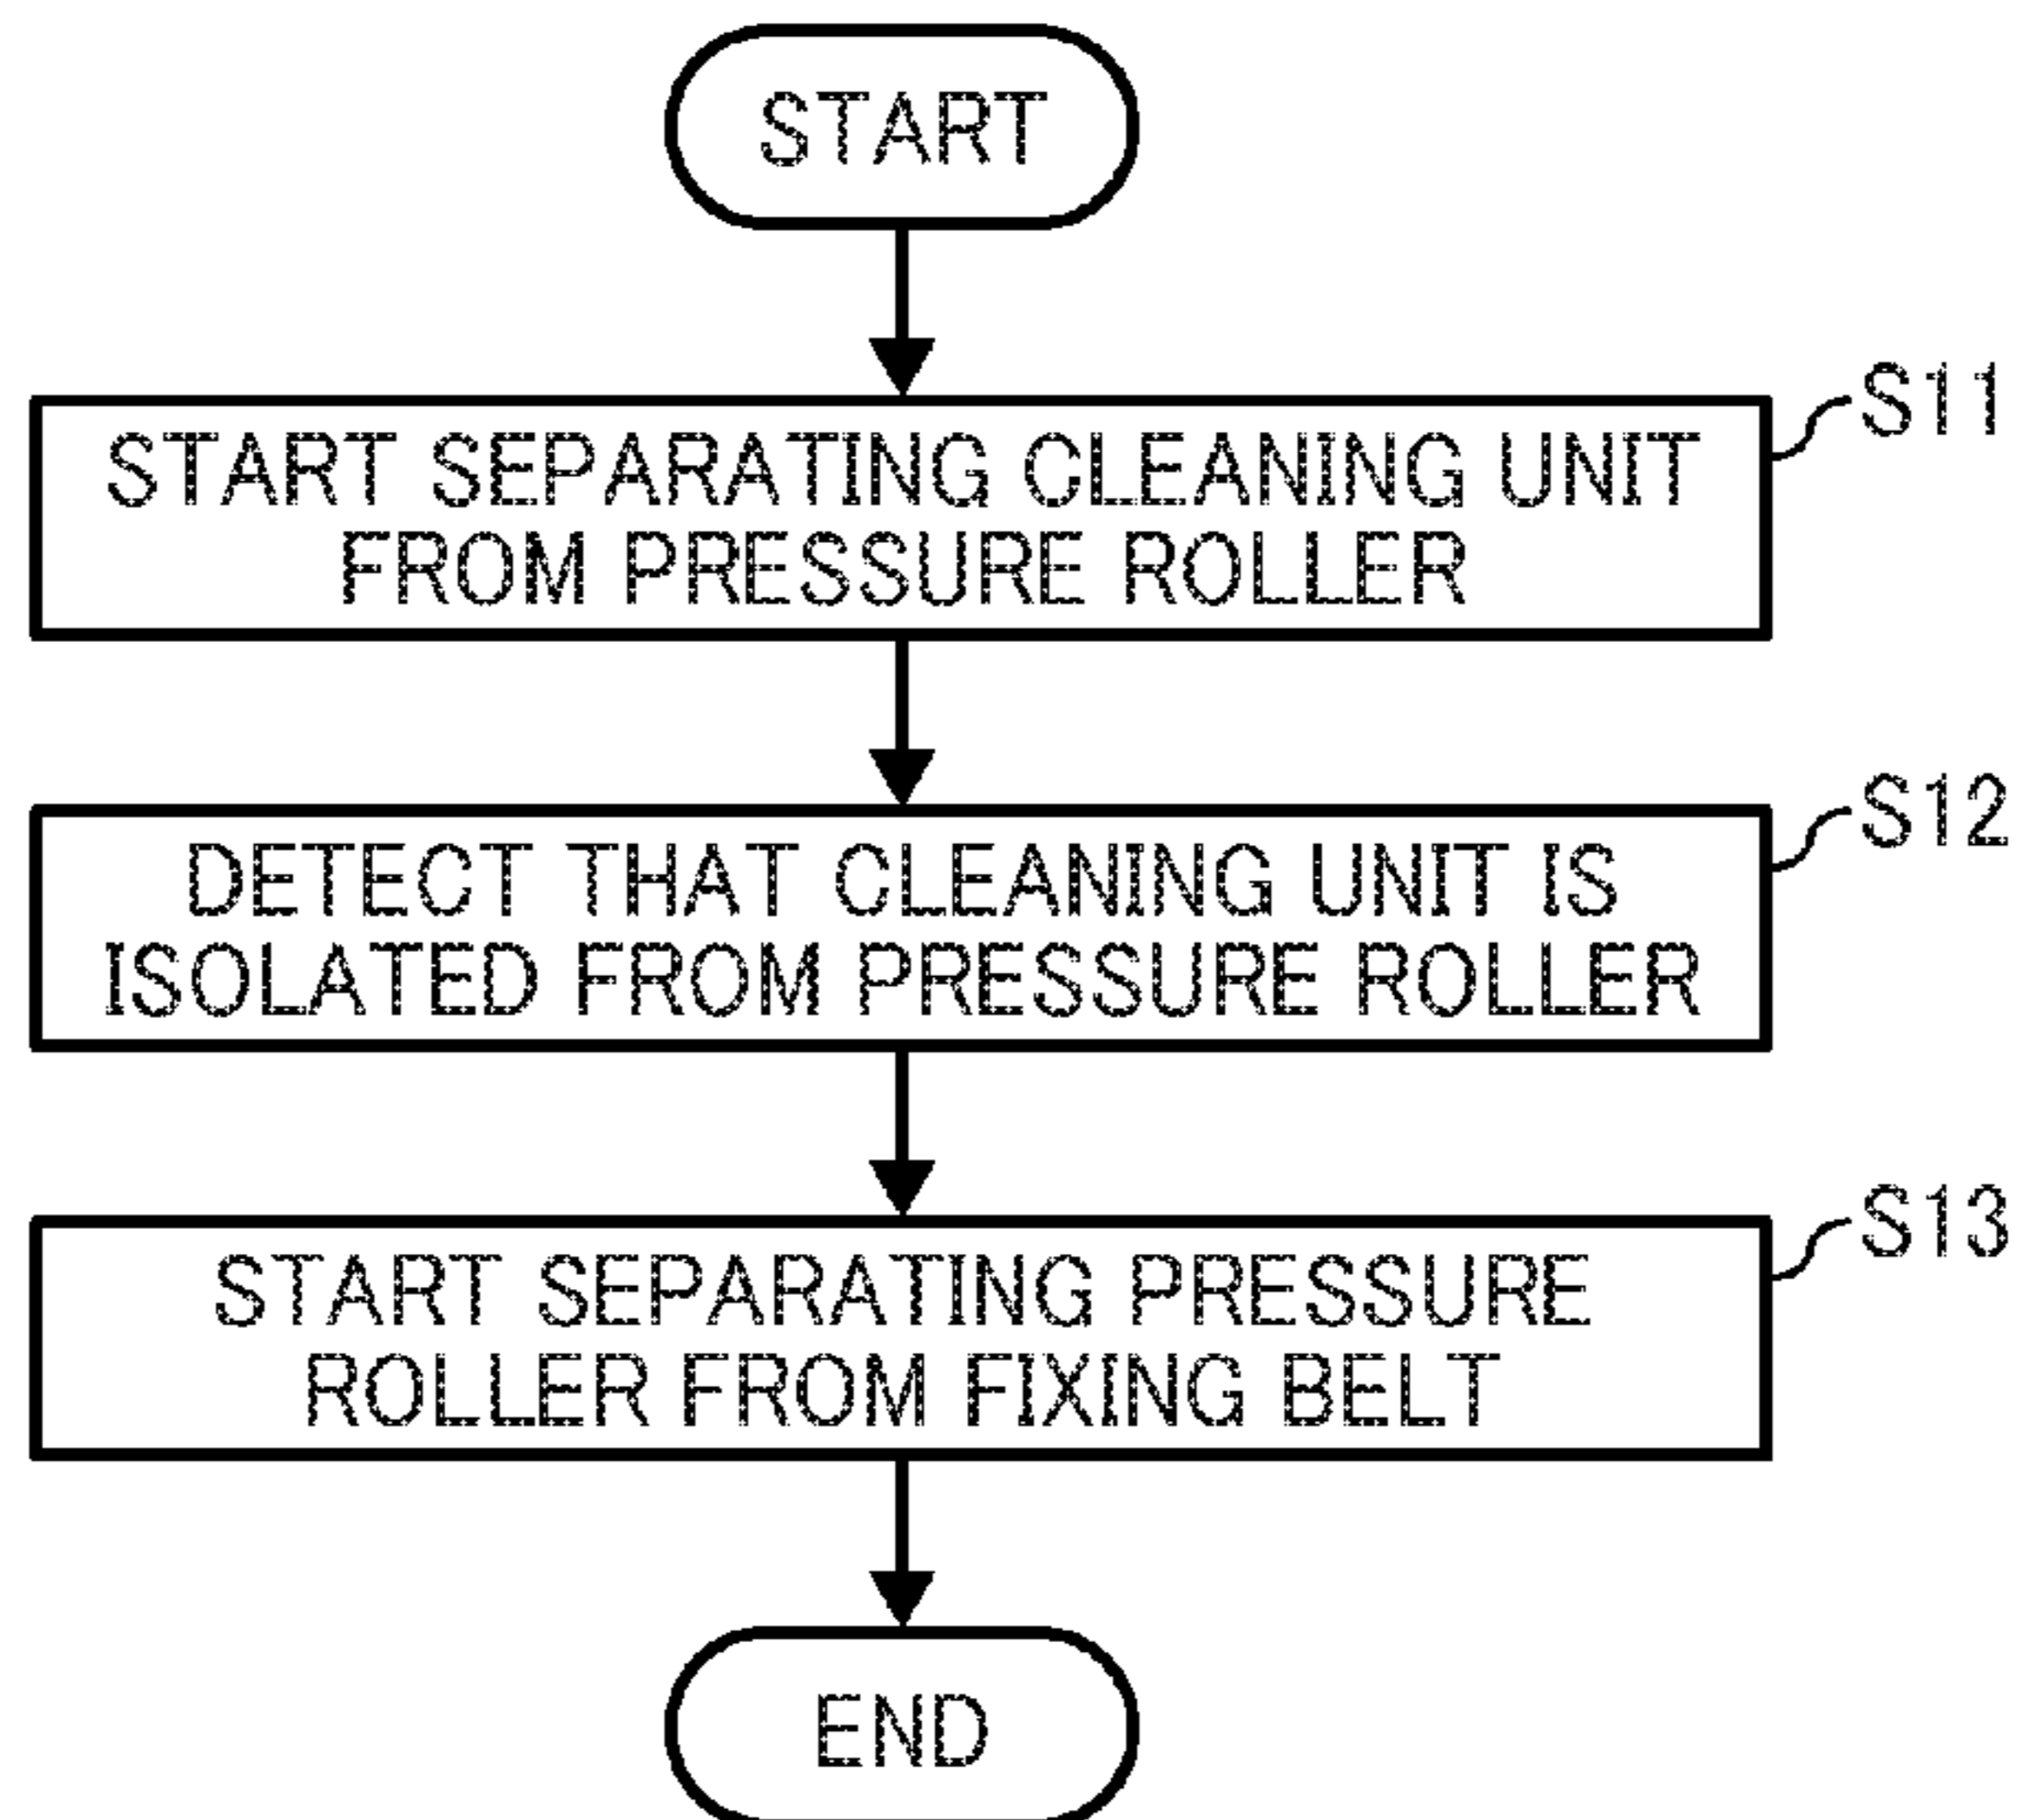 START
S11
START SEPARATING CLEANING UNIT
FROM PRESSURE ROLLER
S12
DETECT THAT CLEANING UNIT IS
ISOLATED FROM PRESSURE ROLLER
S13
START SEPARATING PRESSURE
ROLLER FROM FIXING BELT
END